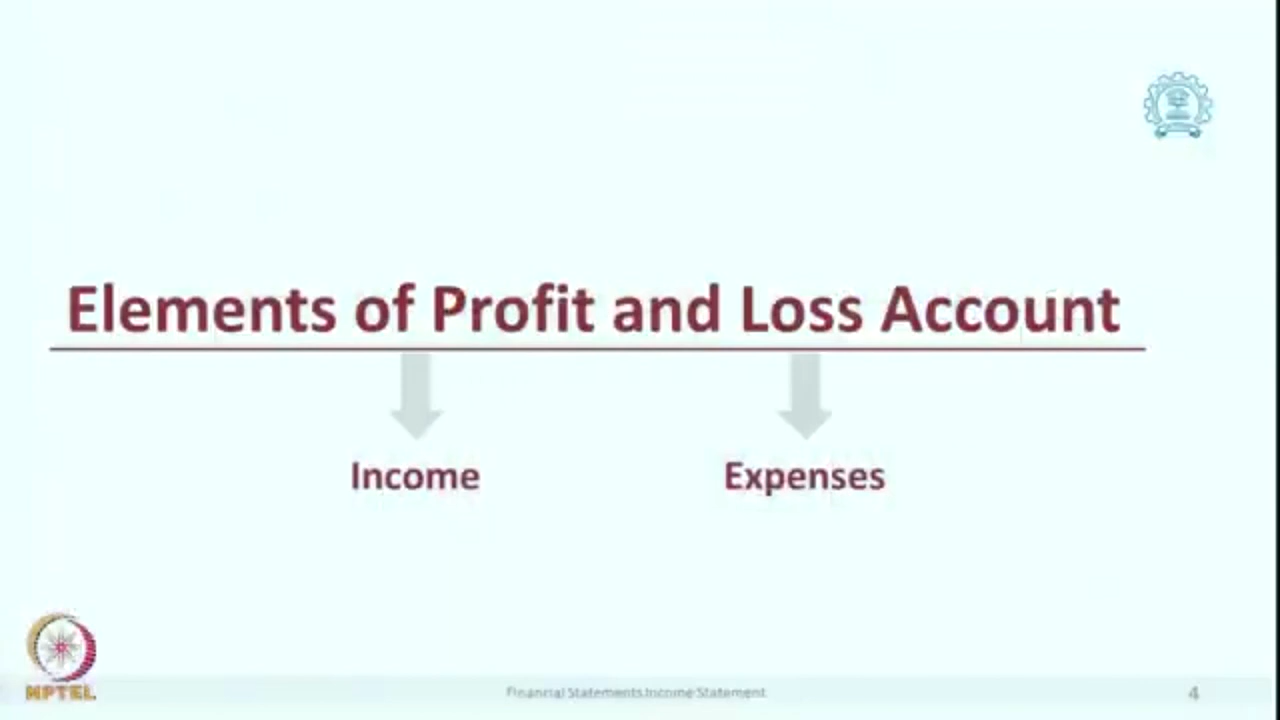 Elements of Profit and Loss Account
Income
Expenses
NPTEL
Financial Statements Income Statement
4